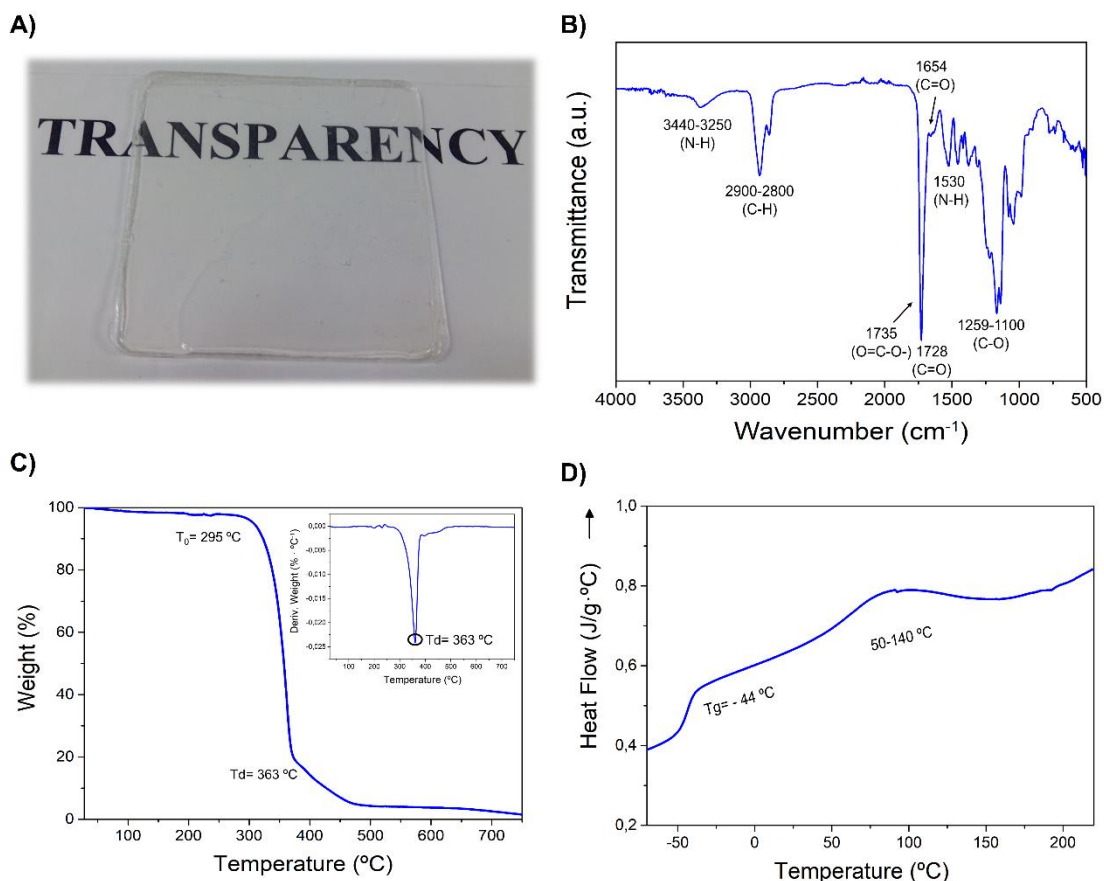 A)
TRANSPARENCY
B)
Transmittance (a.u.)
1654
(C=O)
3440-3250
(N-H)
2900-2800
(C-H)
1530
(N-H)
1735
(O=C-O-)
1728
(C=O)
1259-1100
(C-O)
4000 3500 3000 2500 2000 1500 1000 500
Wavenumber (cm⁻¹)
C)
Weight (%)
100
80
60
40
20
0
T₀= 295 ºC
Td= 363 ºC
100 200 300 400 500 600 700
Temperature (ºC)
Deriv. Weight (% · ºC⁻¹)
0,000
-0,005
-0,010
-0,015
-0,020
-0,025
Td= 363 ºC
100 200 300 400 500 600 700
Temperature (ºC)
D)
Heat Flow (J/g·ºC)
1,0
0,8
0,6
0,4
0,2
Tg= - 44 ºC
50-140 ºC
-50 0 50 100 150 200
Temperature (ºC)